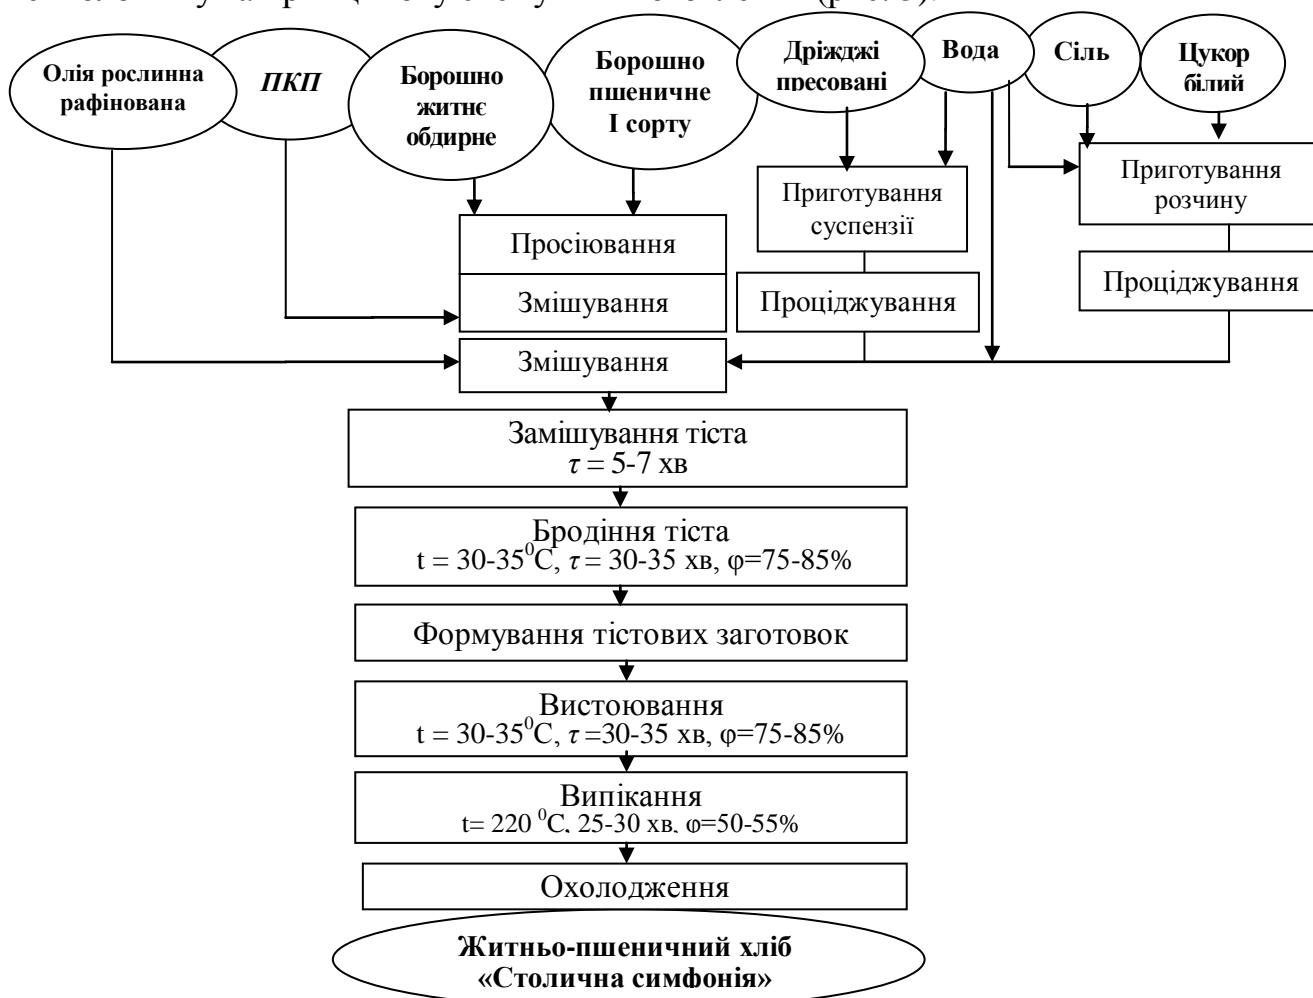 Олія рослинна
рафінована
ПКП
Борошно
житнє
обдирне
Борошно
пшеничне
І сорту
Дріжджі
пресовані
Вода
Сіль
Цукор
білий
Приготування
суспензії
Приготування
розчину
Просіювання
Змішування
Проціджування
Проціджування
Змішування
Замішування тіста
τ = 5-7 хв
Бродіння тіста
t = 30-35⁰С, τ = 30-35 хв, φ=75-85%
Формування тістових заготовок
Вистоювання
t = 30-35⁰С, τ =30-35 хв, φ=75-85%
Випікання
t= 220 ⁰С, 25-30 хв, φ=50-55%
Охолодження
Житньо-пшеничний хліб
«Столична симфонія»